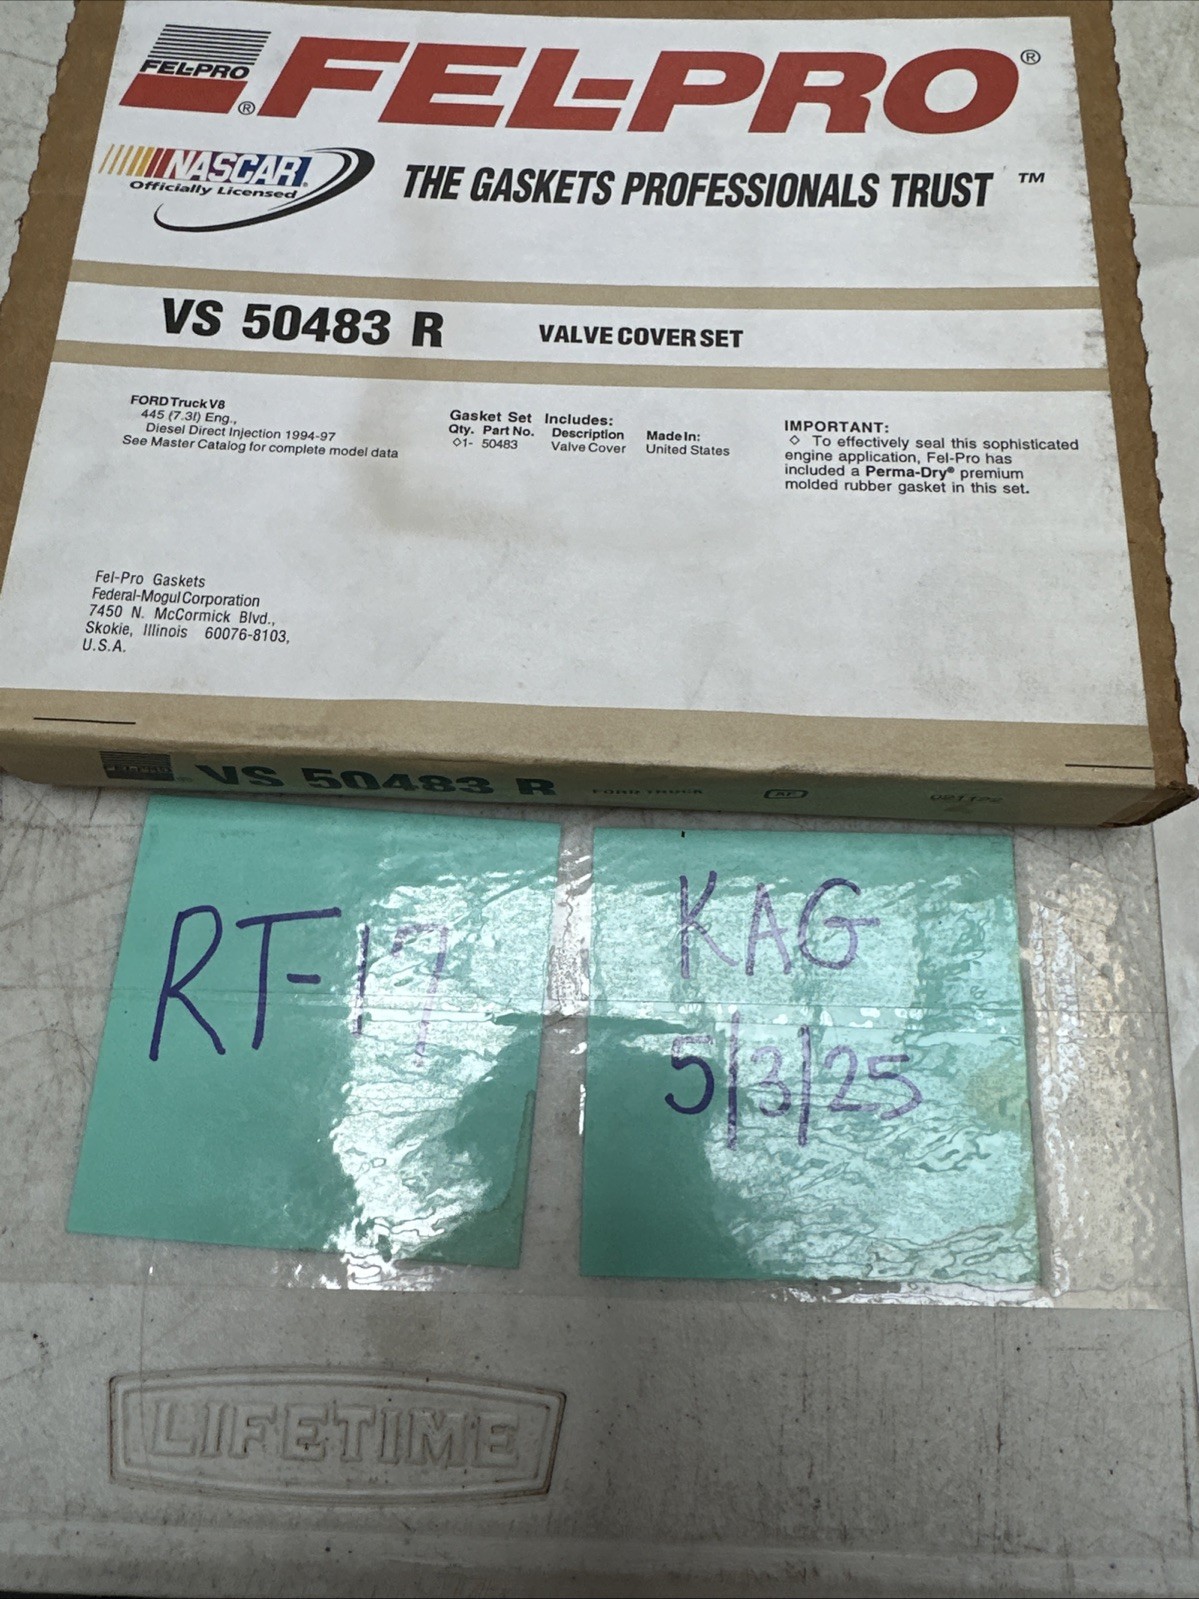 FEL-PRO
®
FEL-PRO®
NASCAR®
Officially Licensed
THE GASKETS PROFESSIONALS TRUST ™
VS 50483 R VALVE COVER SET
FORD Truck V8
445 (7.3l) Eng.,
Diesel Direct Injection 1994-97
See Master Catalog for complete model data
Gasket Set Includes:
Qty. Part No. Description Made In:
◇1- 50483 Valve Cover United States
IMPORTANT:
◇ To effectively seal this sophisticated
engine application, Fel-Pro has
included a Perma-Dry® premium
molded rubber gasket in this set.
Fel-Pro Gaskets
Federal-Mogul Corporation
7450 N. McCormick Blvd.,
Skokie, Illinois 60076-8103,
U.S.A.
FEL-PRO ® VS 50483 R FORD TRUCK
RT-17
KAG
5/3/25
LIFETIME